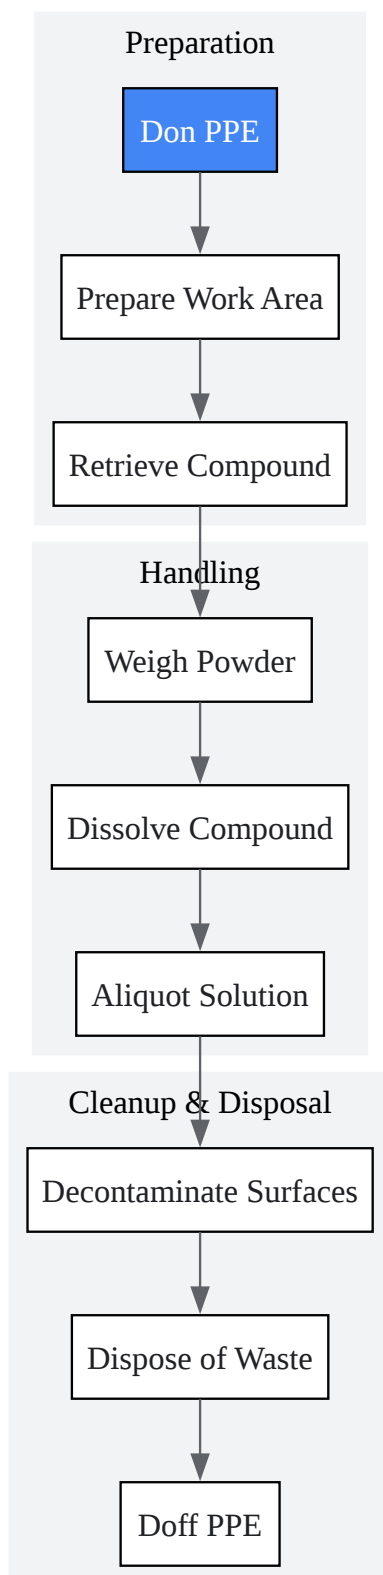 Preparation
Don PPE
Prepare Work Area
Retrieve Compound
Handling
Weigh Powder
Dissolve Compound
Aliquot Solution
Cleanup & Disposal
Decontaminate Surfaces
Dispose of Waste
Doff PPE